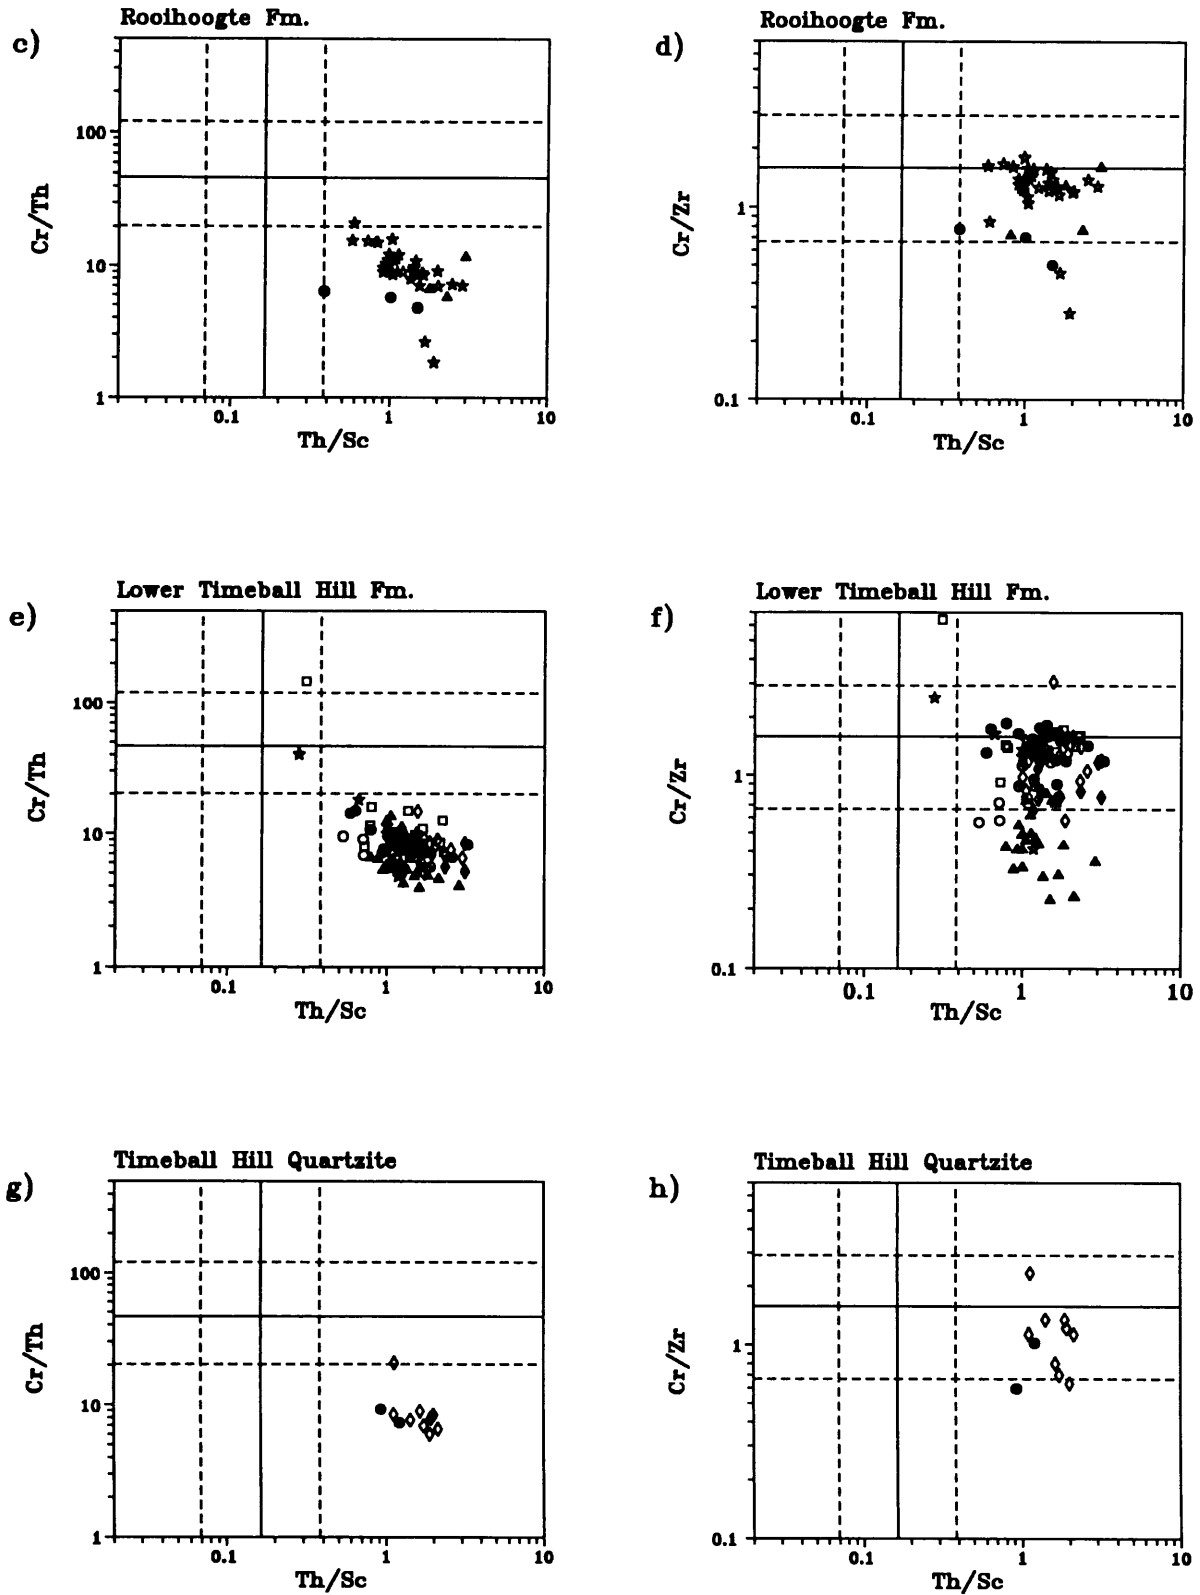 Rooihoogte Fm.
c)
100
10
1
Cr/Th
0.1 1 10
Th/Sc
Rooihoogte Fm.
d)
1
0.1
Cr/Zr
0.1 1 10
Th/Sc
Lower Timeball Hill Fm.
e)
100
10
1
Cr/Th
0.1 1 10
Th/Sc
Lower Timeball Hill Fm.
f)
1
0.1
Cr/Zr
0.1 1 10
Th/Sc
Timeball Hill Quartzite
g)
100
10
1
Cr/Th
0.1 1 10
Th/Sc
Timeball Hill Quartzite
h)
1
0.1
Cr/Zr
0.1 1 10
Th/Sc